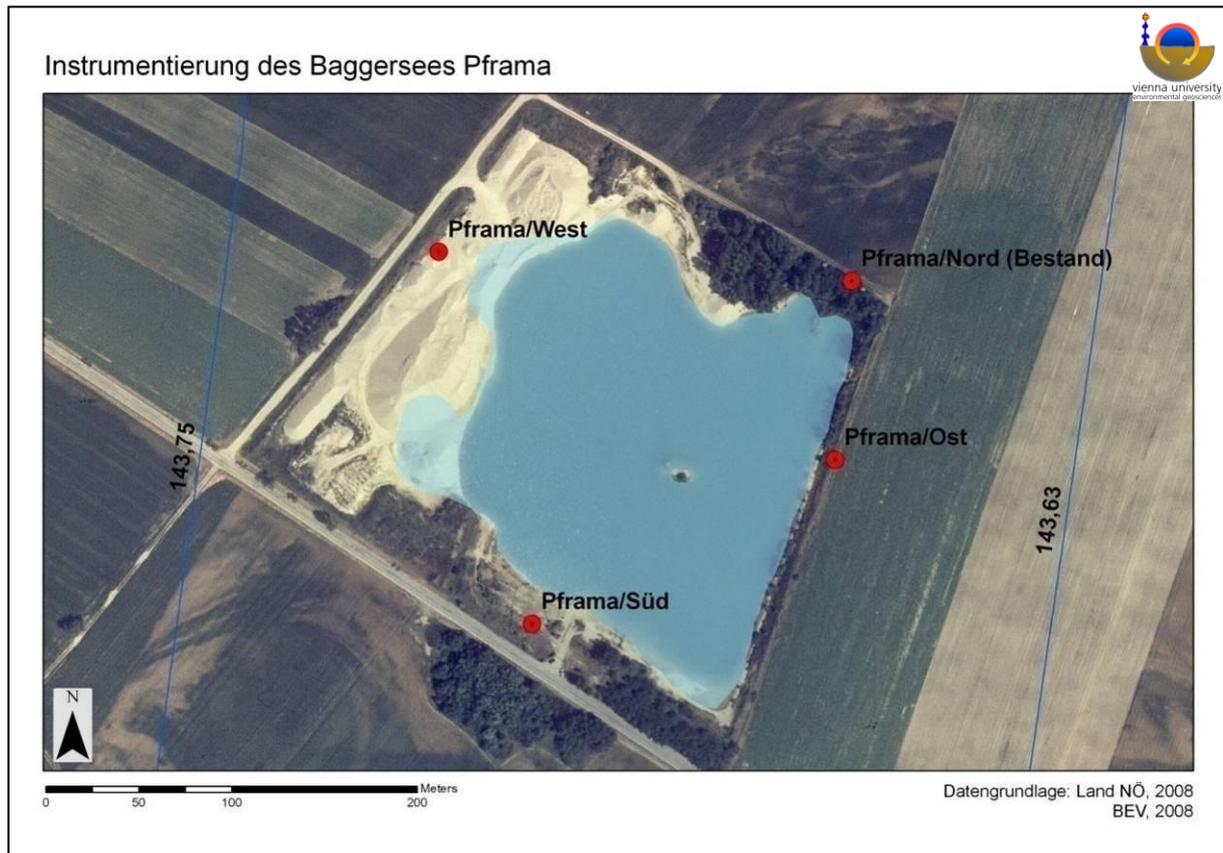 Instrumentierung des Baggersees Pframa
vienna university
environmental geosciences
Pframa/West
Pframa/Nord (Bestand)
Pframa/Ost
143,75
143,63
Pframa/Süd
N
Meters
0 50 100 200
Datengrundlage: Land NÖ, 2008
BEV, 2008